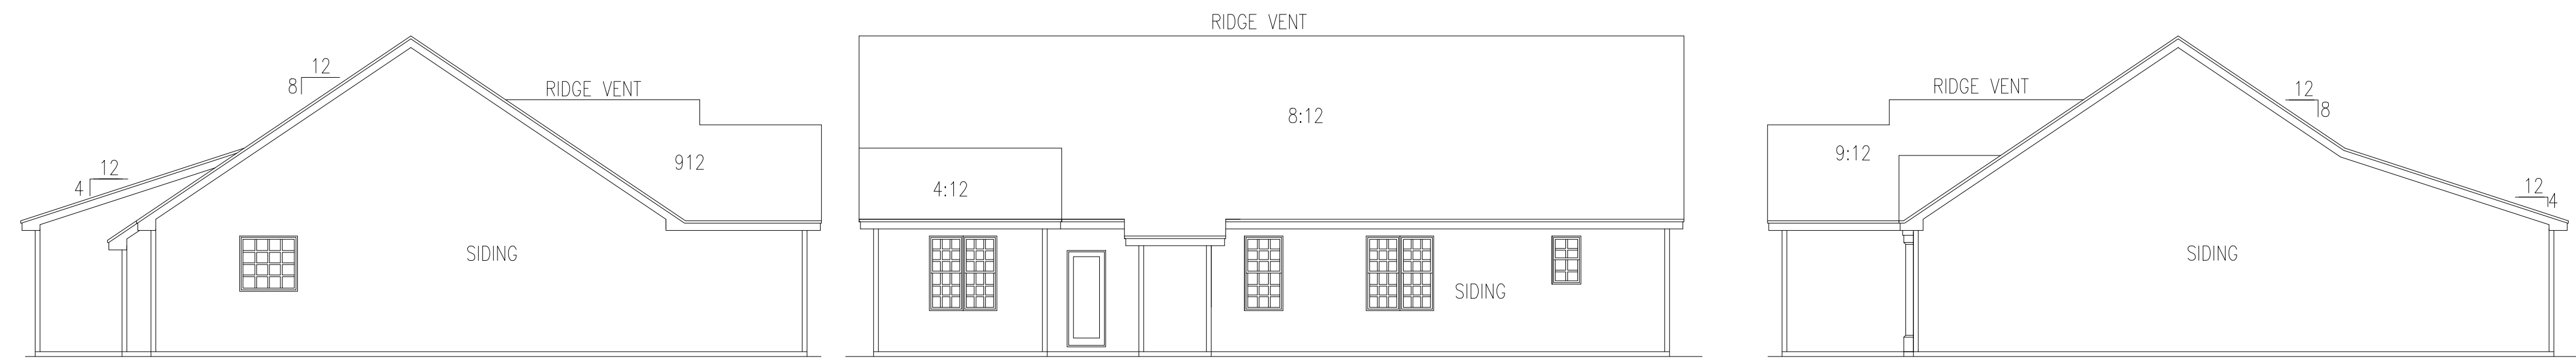 12
8
RIDGE VENT
12
4
912
SIDING
RIDGE VENT
8:12
4:12
SIDING
RIDGE VENT
12
8
9:12
12
4
SIDING